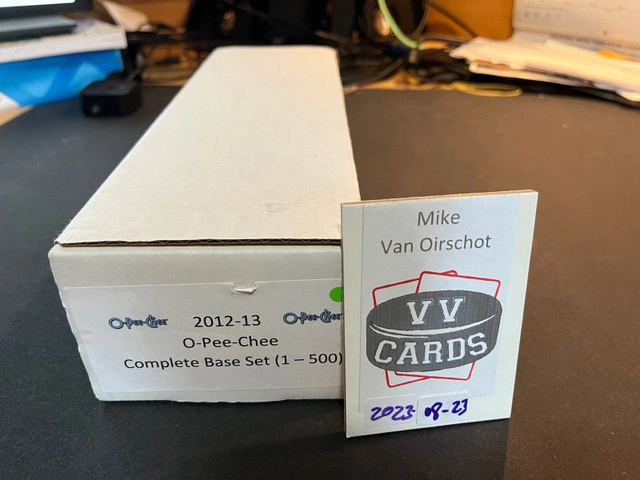 O-Pee-Chee 2012-13 O-Pee-Chee
O-Pee-Chee
Complete Base Set (1 – 500)
Mike
Van Oirschot
VV
CARDS
2023-08-23